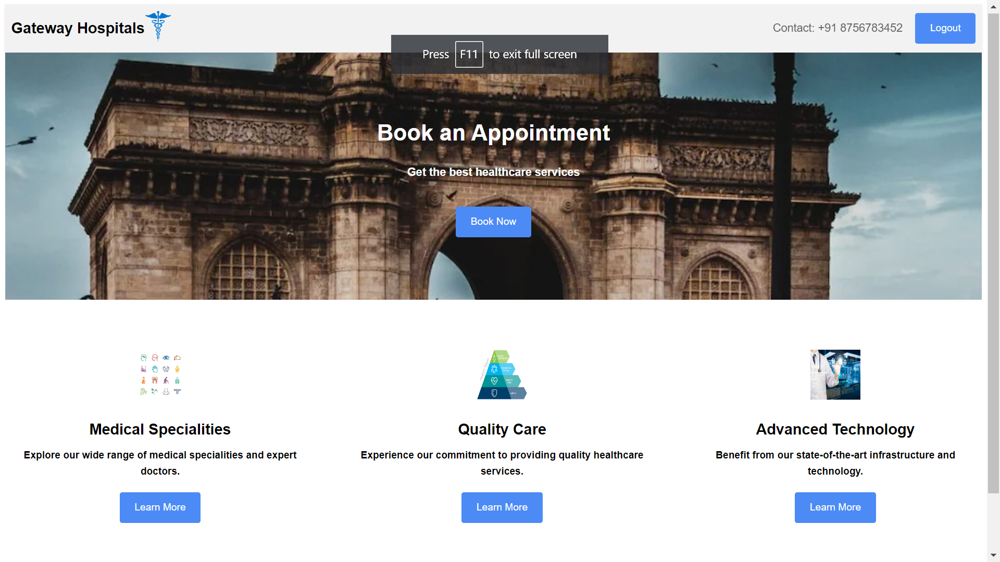 Gateway Hospitals
Contact: +91 8756783452
Logout
Press F11 to exit full screen
Book an Appointment
Get the best healthcare services
Book Now
Medical Specialities
Explore our wide range of medical specialities and expert
doctors.
Learn More
Quality Care
Experience our commitment to providing quality healthcare
services.
Learn More
Advanced Technology
Benefit from our state-of-the-art infrastructure and
technology.
Learn More